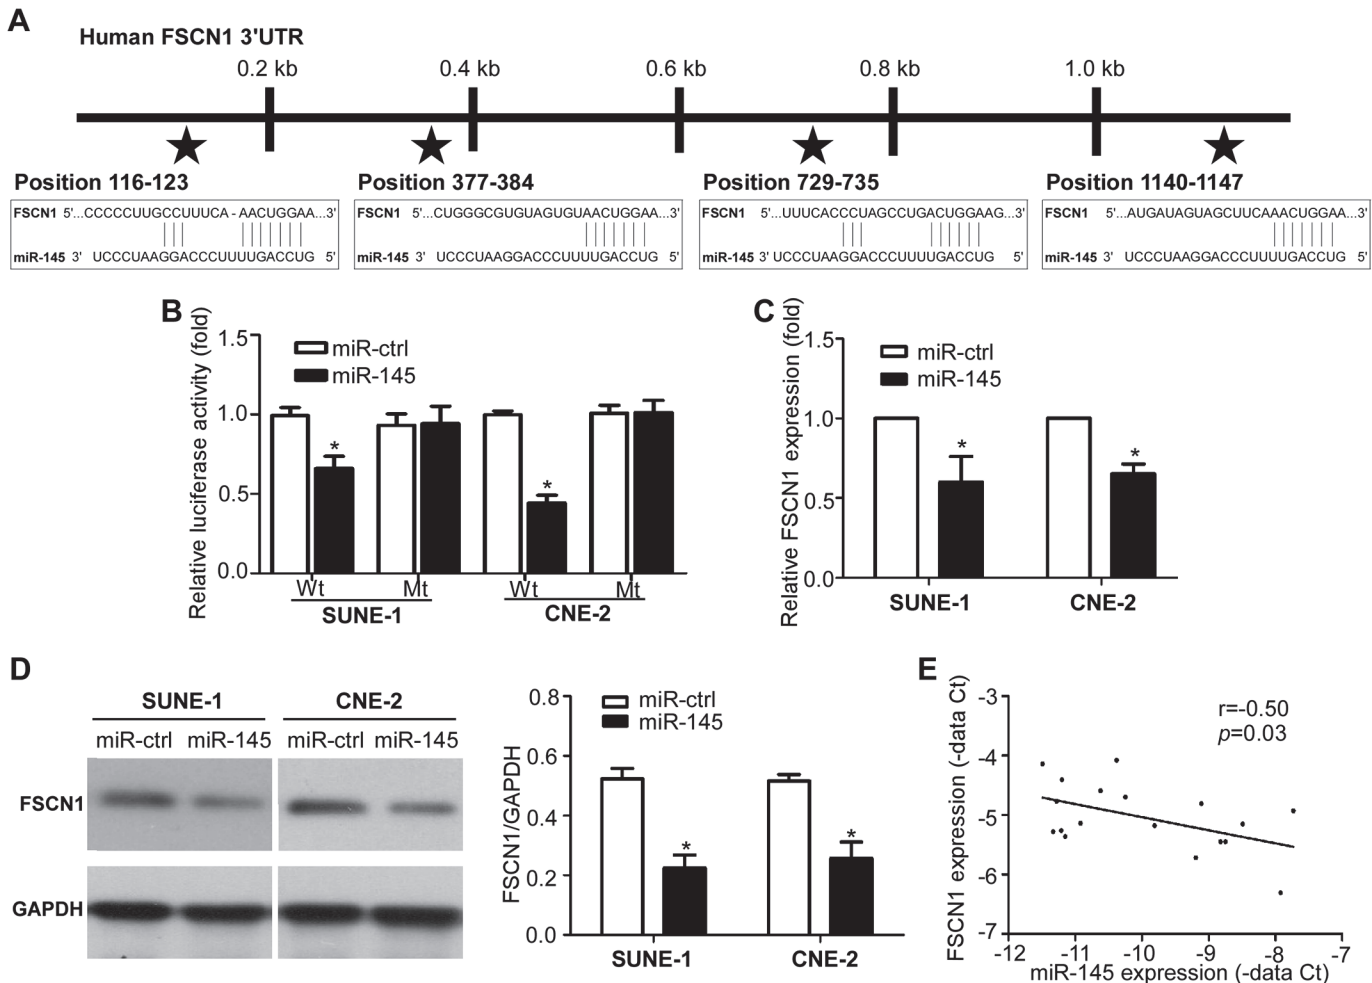 A
Human FSCN1 3'UTR
0.2 kb 0.4 kb 0.6 kb 0.8 kb 1.0 kb
Position 116-123 Position 377-384 Position 729-735 Position 1140-1147
FSCN1 5'...CCCCCUUGCCUUUCA-AACUGGAA...3'
miR-145 3' UCCCUAAGGACCCUUUUGACCUG 5'
FSCN1 5'...CUGGGCGUGUAGUGUAACUGGAA...3'
miR-145 3' UCCCUAAGGACCCUUUUGACCUG 5'
FSCN1 5'...UUUCACCCUAGCCUGACUGGAAG...3'
miR-145 3' UCCCUAAGGACCCUUUUGACCUG 5'
FSCN1 5'...AUGAUAGUAGCUUCAAACUGGAA...3'
miR-145 3' UCCCUAAGGACCCUUUUGACCUG 5'
B
Relative luciferase activity (fold)
1.5
1.0
0.5
0.0
miR-ctrl
miR-145
* *
Wt Mt Wt Mt
SUNE-1 CNE-2
C
Relative FSCN1 expression (fold)
1.5
1.0
0.5
0.0
miR-ctrl
miR-145
* *
SUNE-1 CNE-2
D
SUNE-1 CNE-2
miR-ctrl miR-145 miR-ctrl miR-145
FSCN1
GAPDH
FSCN1/GAPDH
0.8
0.6
0.4
0.2
0.0
miR-ctrl
miR-145
* *
SUNE-1 CNE-2
E
FSCN1 expression (-data Ct)
-3
-4
-5
-6
-7
r=-0.50
p=0.03
-12 -11 -10 -9 -8 -7
miR-145 expression (-data Ct)